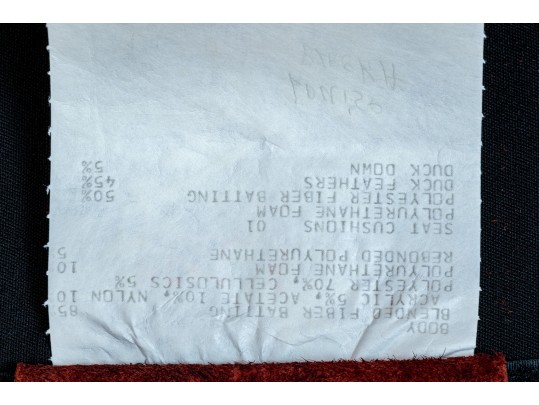 BODY
BLENDED FIBER BATTING 85
ACRYLIC 5%, ACETATE 10%, NYLON 10
POLYESTER 70%, CELLULOSICS 5%
POLYURETHANE FOAM 10
REBONDED POLYURETHANE 5
SEAT CUSHIONS 01
POLYURETHANE FOAM
POLYESTER FIBER BATTING 50%
DUCK FEATHERS 45%
DUCK DOWN 5%